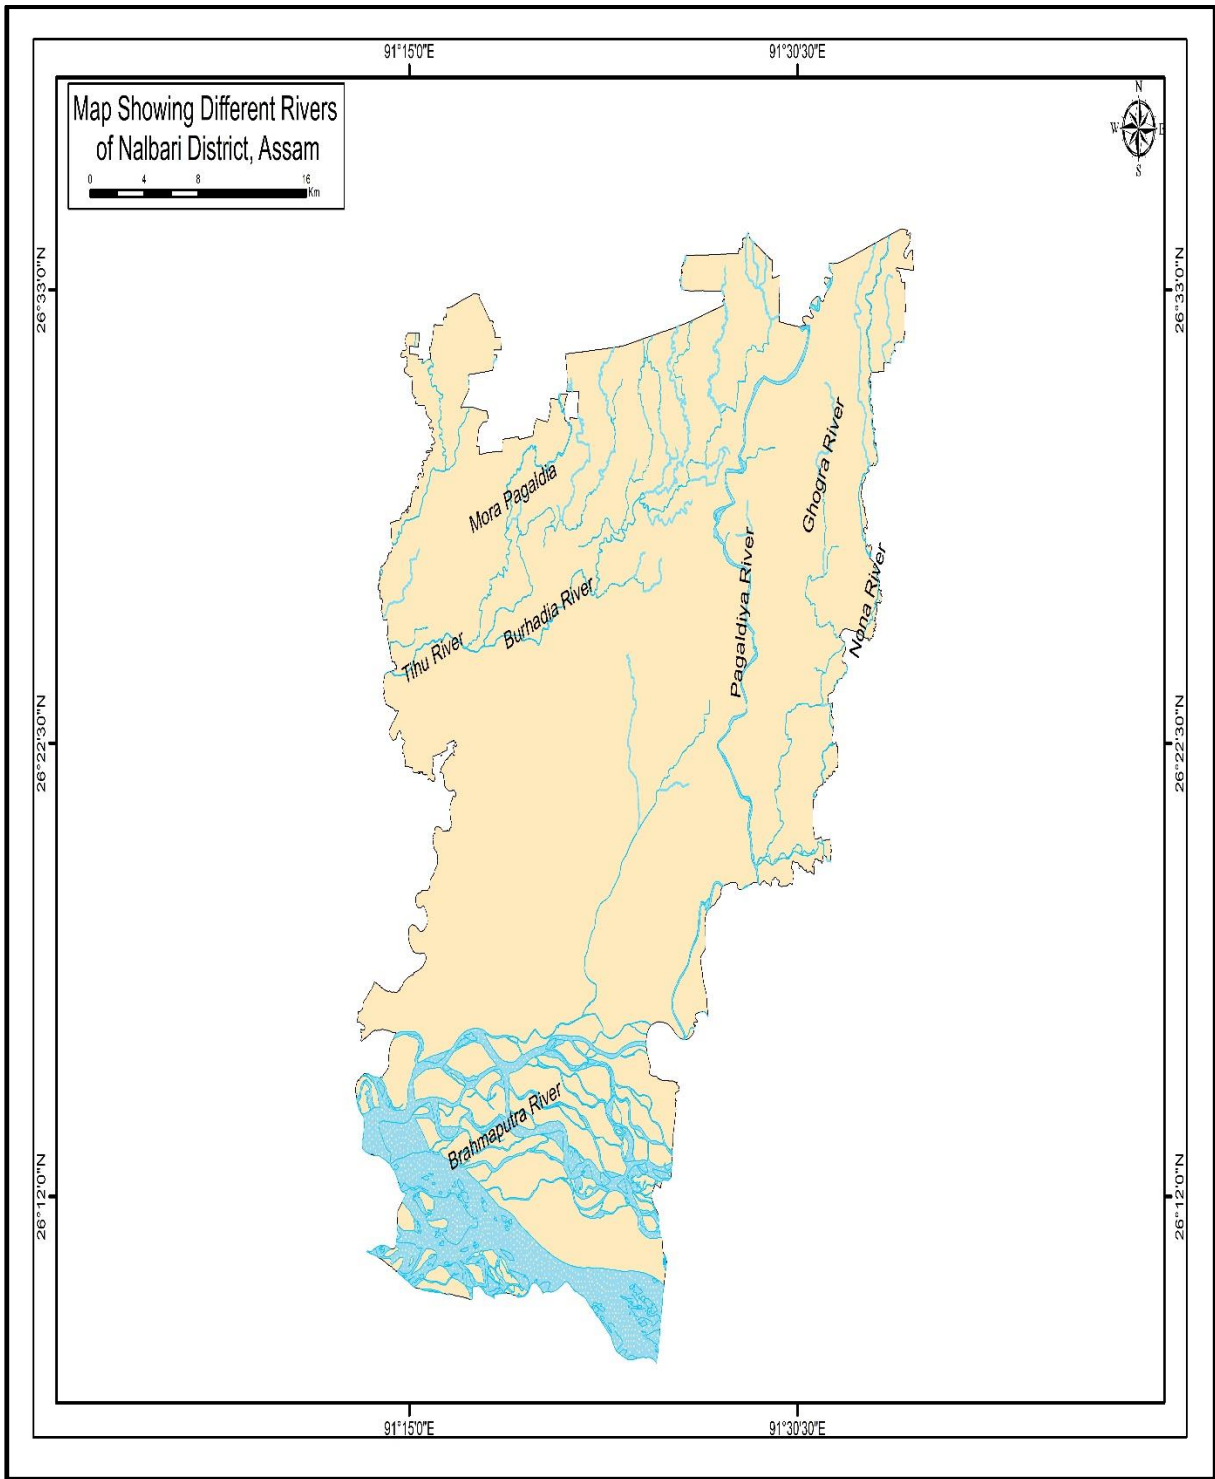 91°15'0"E 91°30'30"E
Map Showing Different Rivers
of Nalbari District, Assam
0 4 8 16
Km
N
W E
S
26°33'0"N 26°33'0"N
Mora Pagaldia
Ghogra River
Burhadia River
Tihu River
Pagaldiya River
Nona River
26°22'30"N 26°22'30"N
Brahmaputra River
26°12'0"N 26°12'0"N
91°15'0"E 91°30'30"E